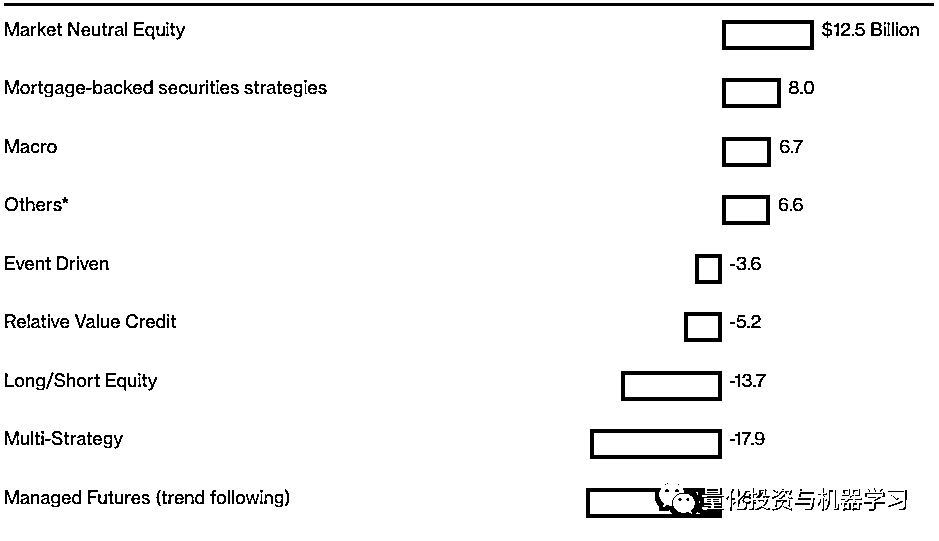 Market Neutral Equity
$12.5 Billion
Mortgage-backed securities strategies
8.0
Macro
6.7
Others*
6.6
Event Driven
-3.6
Relative Value Credit
-5.2
Long/Short Equity
-13.7
Multi-Strategy
-17.9
Managed Futures (trend following)
量化投资与机器学习